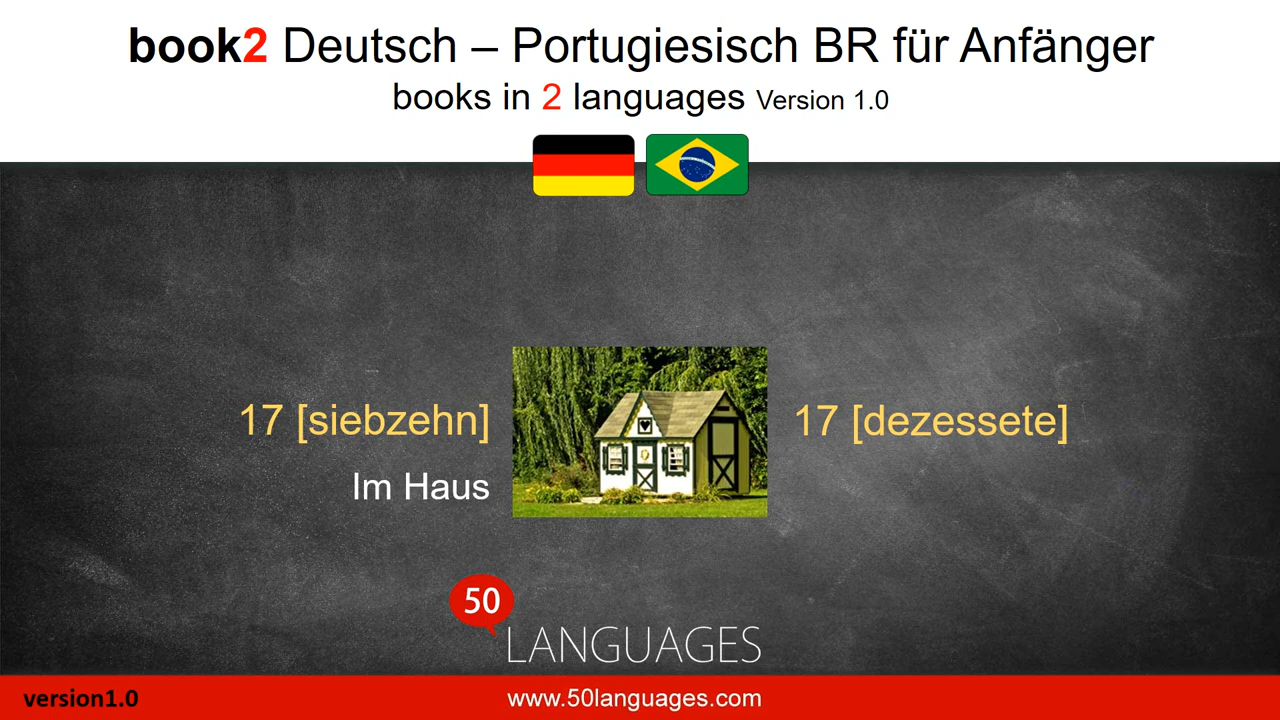 book2 Deutsch – Portugiesisch BR für Anfänger
books in 2 languages Version 1.0
17 [siebzehn]
Im Haus
17 [dezessete]
50
LANGUAGES
version1.0
www.50languages.com